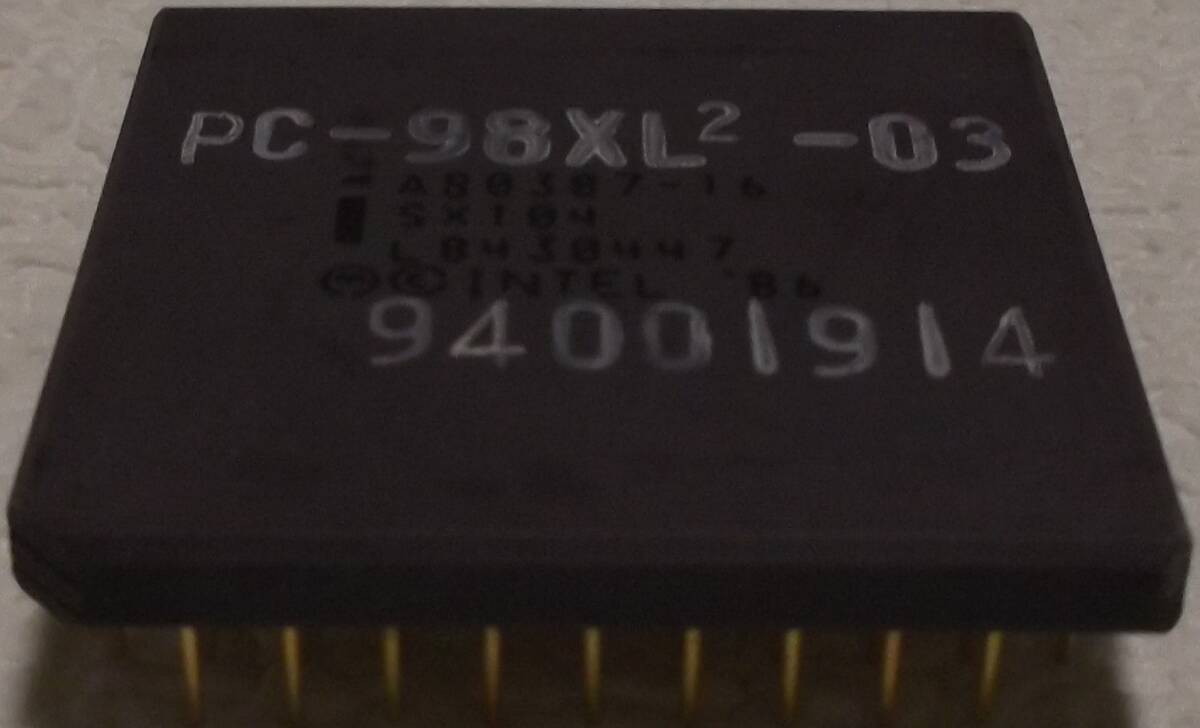 PC-98XL² -03
A80387-16
SX104
L8430447
Ⓜ © INTEL '86
94001914